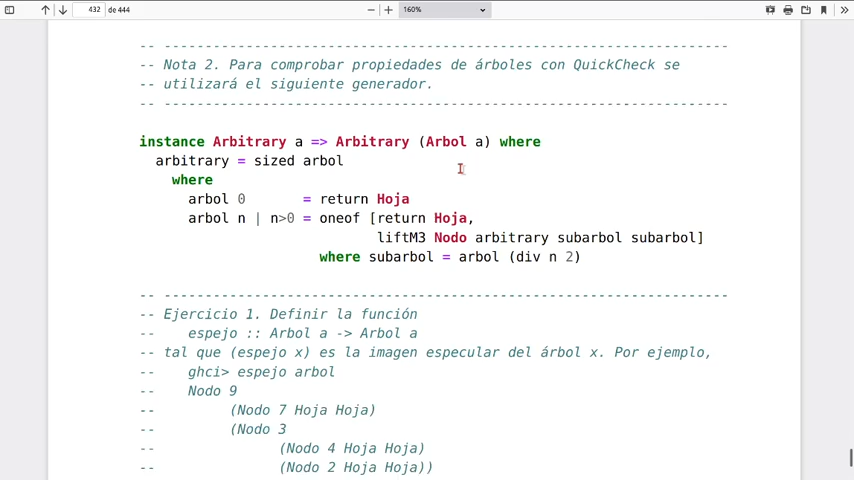 432 de 444 160%
-- ---------------------------------------------------------------------
-- Nota 2. Para comprobar propiedades de árboles con QuickCheck se
-- utilizará el siguiente generador.
-- ---------------------------------------------------------------------
instance Arbitrary a => Arbitrary (Arbol a) where
arbitrary = sized arbol
where
arbol 0 = return Hoja
arbol n | n>0 = oneof [return Hoja,
liftM3 Nodo arbitrary subarbol subarbol]
where subarbol = arbol (div n 2)
-- ---------------------------------------------------------------------
-- Ejercicio 1. Definir la función
-- espejo :: Arbol a -> Arbol a
-- tal que (espejo x) es la imagen especular del árbol x. Por ejemplo,
-- ghci> espejo arbol
-- Nodo 9
-- (Nodo 7 Hoja Hoja)
-- (Nodo 3
-- (Nodo 4 Hoja Hoja)
-- (Nodo 2 Hoja Hoja))